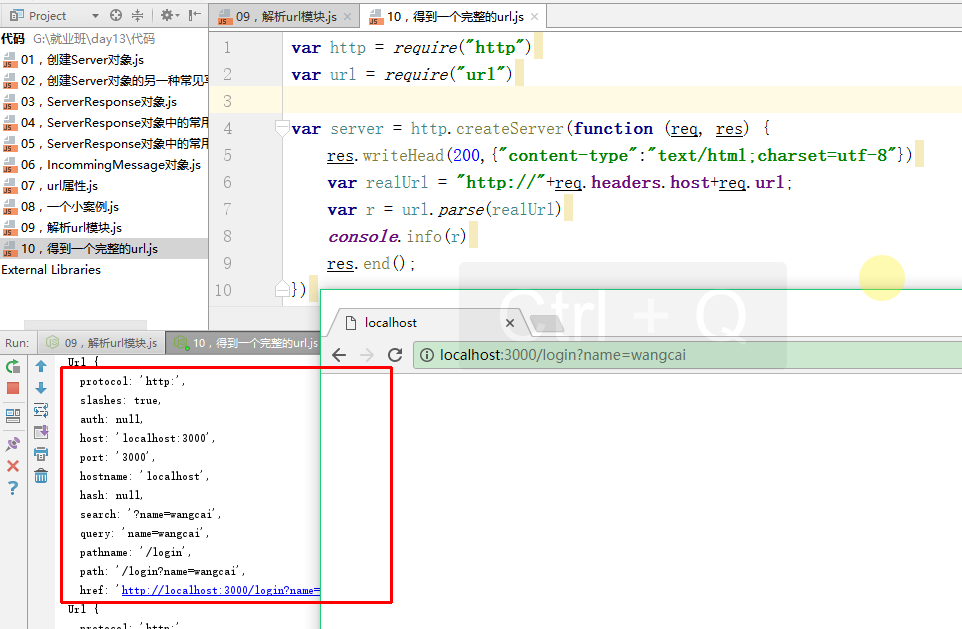 Project
09，解析url模块.js
10，得到一个完整的url.js
代码 G:\就业班\day13\代码
01，创建Server对象.js
02，创建Server对象的另一种常见写
03，ServerResponse对象.js
04，ServerResponse对象中的常用
05，ServerResponse对象中的常用
06，IncommingMessage对象.js
07，url属性.js
08，一个小案例.js
09，解析url模块.js
10，得到一个完整的url.js
External Libraries
1 var http = require("http")
2 var url = require("url")
3
4 var server = http.createServer(function (req, res) {
5 res.writeHead(200,{"content-type":"text/html;charset=utf-8"})
6 var realUrl = "http://"+req.headers.host+req.url;
7 var r = url.parse(realUrl)
8 console.info(r)
9 res.end();
10 })
Ctrl + Q
localhost
localhost:3000/login?name=wangcai
Run:
09，解析url模块.js
10，得到一个完整的url.js
Url {
protocol: 'http:',
slashes: true,
auth: null,
host: 'localhost:3000',
port: '3000',
hostname: 'localhost',
hash: null,
search: '?name=wangcai',
query: 'name=wangcai',
pathname: '/login',
path: '/login?name=wangcai',
href: 'http://localhost:3000/login?name=
Url {
protocol: 'http:'